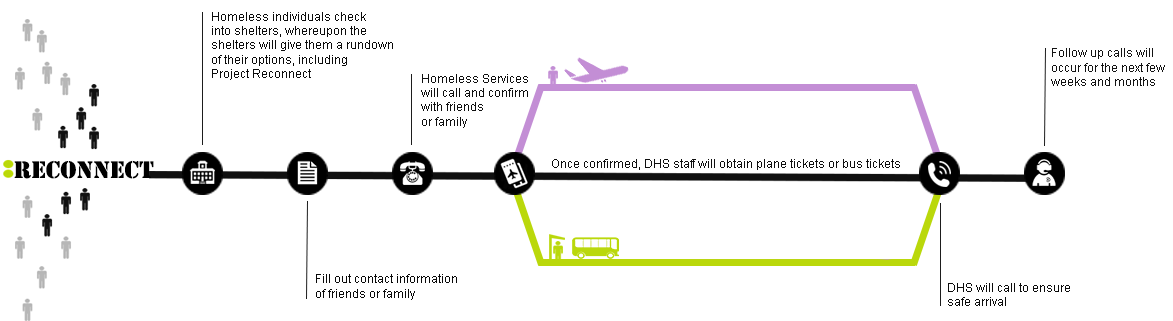 Homeless individuals check
into shelters, whereupon the
shelters will give them a rundown
of their options, including
Project Reconnect
Homeless Services
will call and confirm
with friends
or family
Follow up calls will
occur for the next few
weeks and months
:RECONNECT
Once confirmed, DHS staff will obtain plane tickets or bus tickets
Fill out contact information
of friends or family
DHS will call to ensure
safe arrival